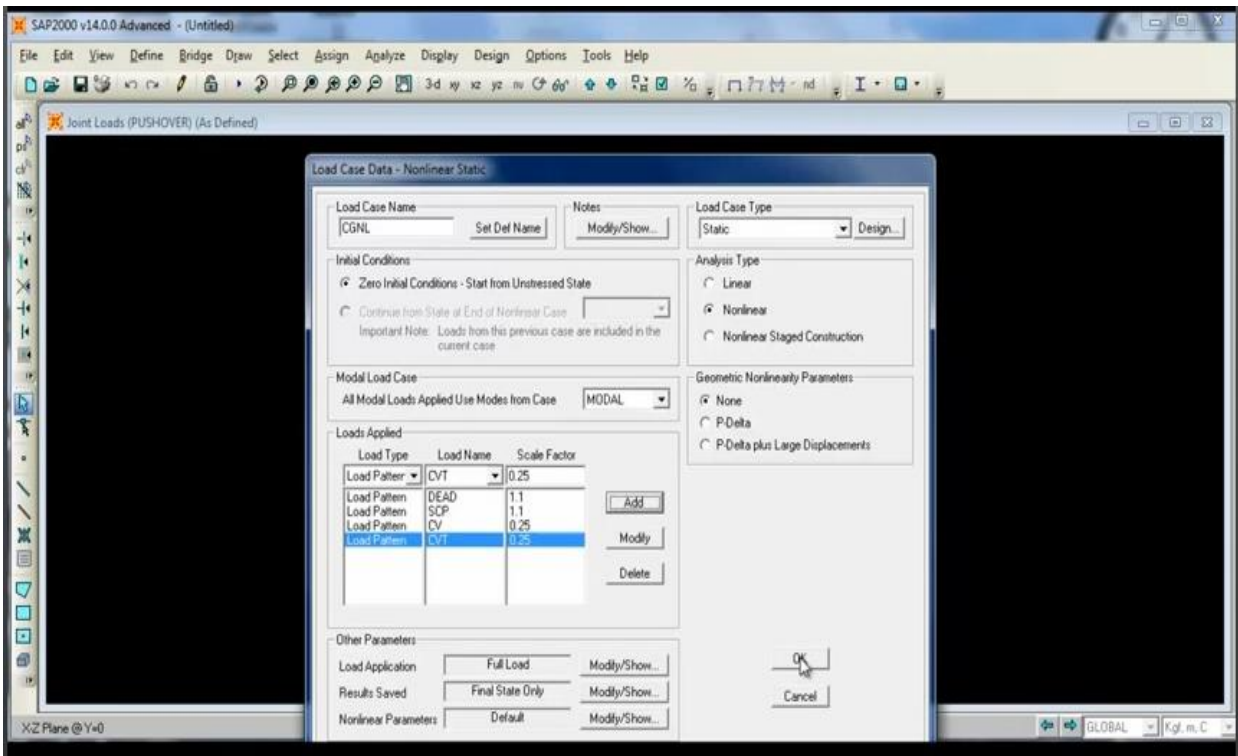 SAP2000 v14.0.0 Advanced - (Untitled)
File Edit View Define Bridge Draw Select Assign Analyze Display Design Options Tools Help
3-d xy xz yz nv
nd
Joint Loads (PUSHOVER) (As Defined)
Load Case Data - Nonlinear Static
Load Case Name
CGNL
Set Def Name
Notes
Modify/Show...
Load Case Type
Static
Design...
Initial Conditions
Zero Initial Conditions - Start from Unstressed State
Continue from State at End of Nonlinear Case
Important Note: Loads from this previous case are included in the
current case
Analysis Type
Linear
Nonlinear
Nonlinear Staged Construction
Modal Load Case
All Modal Loads Applied Use Modes from Case MODAL
Geometric Nonlinearity Parameters
None
P-Delta
P-Delta plus Large Displacements
Loads Applied
Load Type Load Name Scale Factor
Load Pattern CVT 0.25
Load Pattern DEAD 1.1
Load Pattern SCP 1.1
Load Pattern CV 0.25
Load Pattern CVT 0.25
Add
Modify
Delete
Other Parameters
Load Application Full Load Modify/Show...
Results Saved Final State Only Modify/Show...
Nonlinear Parameters Default Modify/Show...
OK
Cancel
X-Z Plane @ Y=0
GLOBAL Kgf, m, C